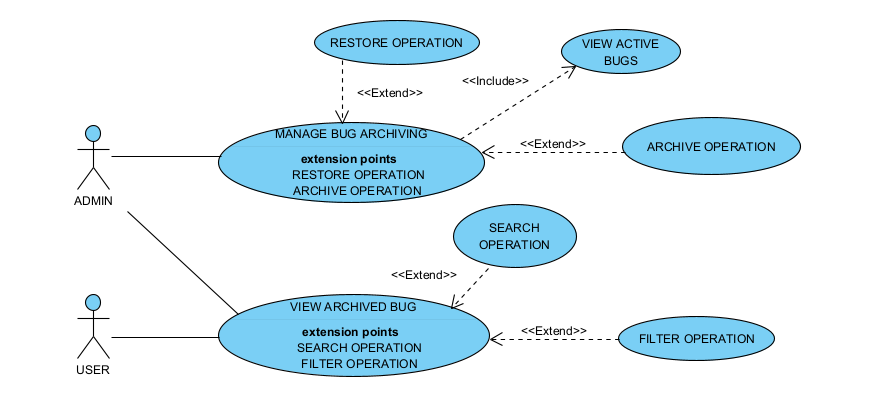 RESTORE OPERATION
VIEW ACTIVE
BUGS
<<Include>>
<<Extend>>
MANAGE BUG ARCHIVING
extension points
RESTORE OPERATION
ARCHIVE OPERATION
<<Extend>>
ARCHIVE OPERATION
ADMIN
SEARCH
OPERATION
<<Extend>>
VIEW ARCHIVED BUG
extension points
SEARCH OPERATION
FILTER OPERATION
<<Extend>>
FILTER OPERATION
USER